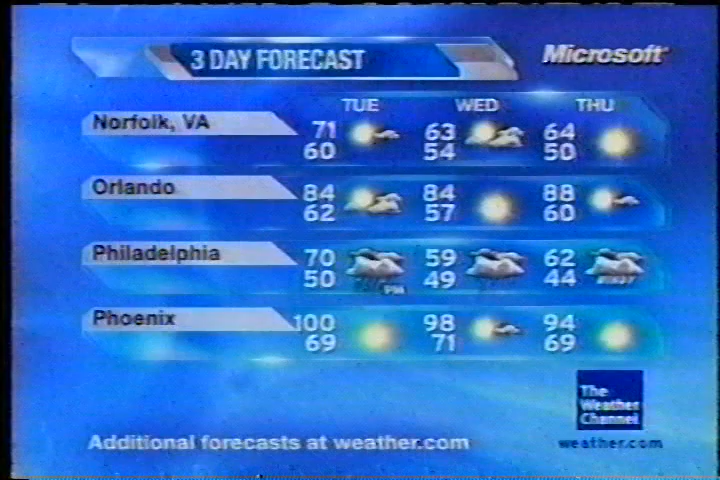 3 DAY FORECAST
Microsoft
TUE WED THU
Norfolk, VA
71 63 64
60 54 50
Orlando
84 84 88
62 57 60
Philadelphia
70 59 62
50 49 44
PM
WINDY
Phoenix
100 98 94
69 71 69
The
Weather
Channel
Additional forecasts at weather.com
weather.com